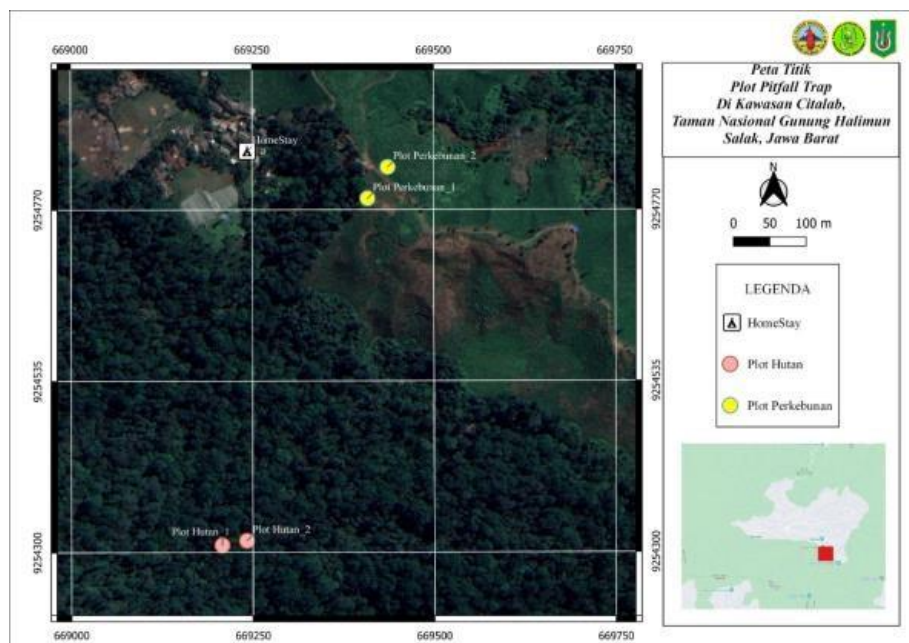 669000 669250 669500 669750
Peta Titik
Plot Pitfall Trap
Di Kawasan Citalab,
Taman Nasional Gunung Halimun
Salak, Jawa Barat
N
0 50 100 m
LEGENDA
HomeStay
Plot Hutan
Plot Perkebunan
HomeStay
Plot Perkebunan_2
Plot Perkebunan_1
9254770
9254770
9254535
9254535
Plot Hutan_1
Plot Hutan_2
9254300
9254300
669000 669250 669500 669750